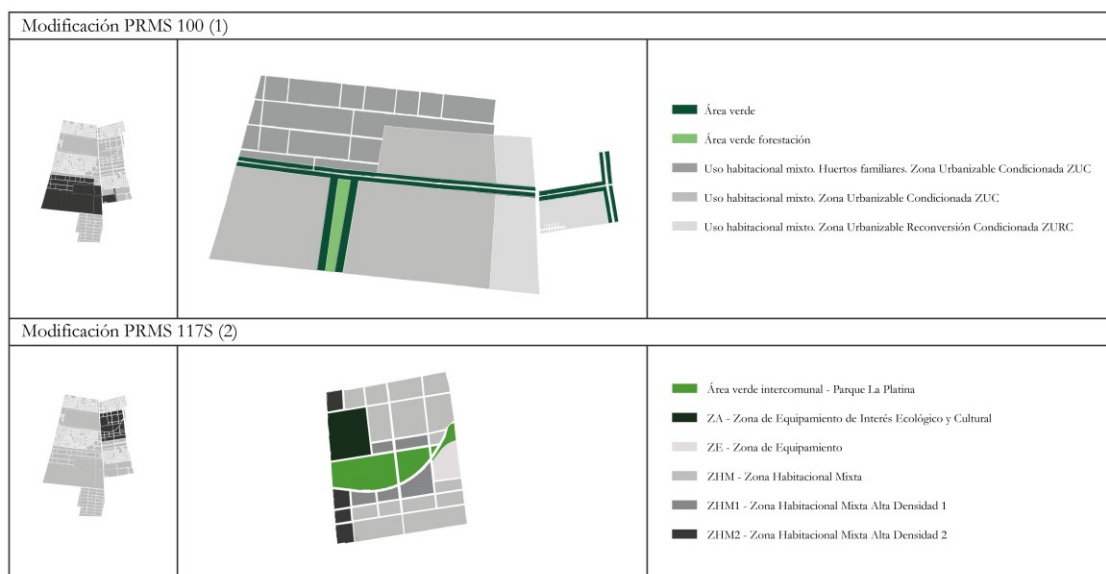 Modificación PRMS 100 (1)
Área verde
Área verde forestación
Uso habitacional mixto. Huertos familiares. Zona Urbanizable Condicionada ZUC
Uso habitacional mixto. Zona Urbanizable Condicionada ZUC
Uso habitacional mixto. Zona Urbanizable Reconversión Condicionada ZURC
Modificación PRMS 117S (2)
Área verde intercomunal - Parque La Platina
ZA - Zona de Equipamiento de Interés Ecológico y Cultural
ZE - Zona de Equipamiento
ZHM - Zona Habitacional Mixta
ZHM1 - Zona Habitacional Mixta Alta Densidad 1
ZHM2 - Zona Habitacional Mixta Alta Densidad 2